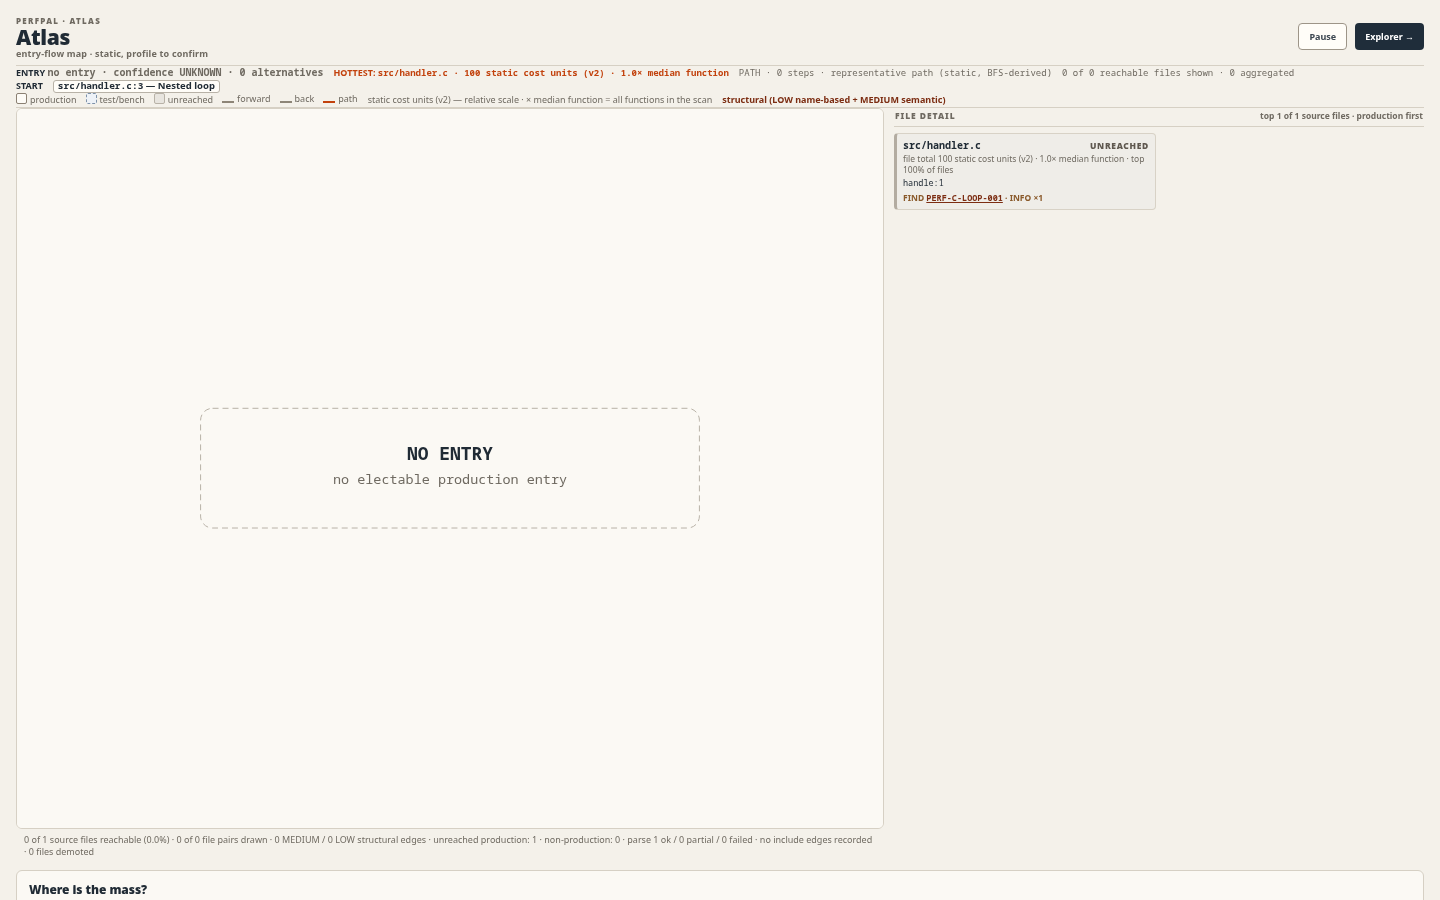 PERFPAL · ATLAS
Atlas
entry-flow map · static, profile to confirm
Pause
Explorer →
ENTRY no entry · confidence UNKNOWN · 0 alternatives HOTTEST: src/handler.c · 100 static cost units (v2) · 1.0× median function PATH · 0 steps · representative path (static, BFS-derived) 0 of 0 reachable files shown · 0 aggregated
START src/handler.c:3 — Nested loop
production test/bench unreached forward back path static cost units (v2) — relative scale · × median function = all functions in the scan structural (LOW name-based + MEDIUM semantic)
NO ENTRY
no electable production entry
0 of 1 source files reachable (0.0%) · 0 of 0 file pairs drawn · 0 MEDIUM / 0 LOW structural edges · unreached production: 1 · non-production: 0 · parse 1 ok / 0 partial / 0 failed · no include edges recorded
· 0 files demoted
FILE DETAIL
top 1 of 1 source files · production first
src/handler.c UNREACHED
file total 100 static cost units (v2) · 1.0× median function · top
100% of files
handle:1
FIND PERF-C-LOOP-001 · INFO ×1
Where is the mass?